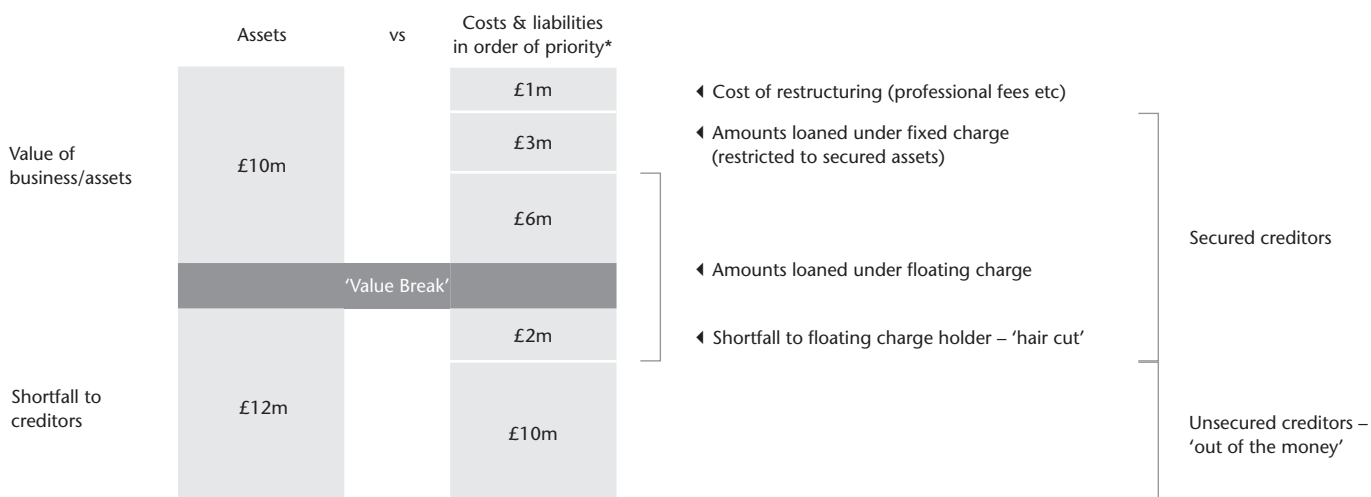 Assets
vs
Costs & liabilities
in order of priority*
£1m
◀ Cost of restructuring (professional fees etc)
£3m
◀ Amounts loaned under fixed charge
(restricted to secured assets)
Value of
business/assets
£10m
£6m
Secured creditors
◀ Amounts loaned under floating charge
‘Value Break’
£2m
◀ Shortfall to floating charge holder – ‘hair cut’
Shortfall to
creditors
£12m
£10m
Unsecured creditors –
‘out of the money’